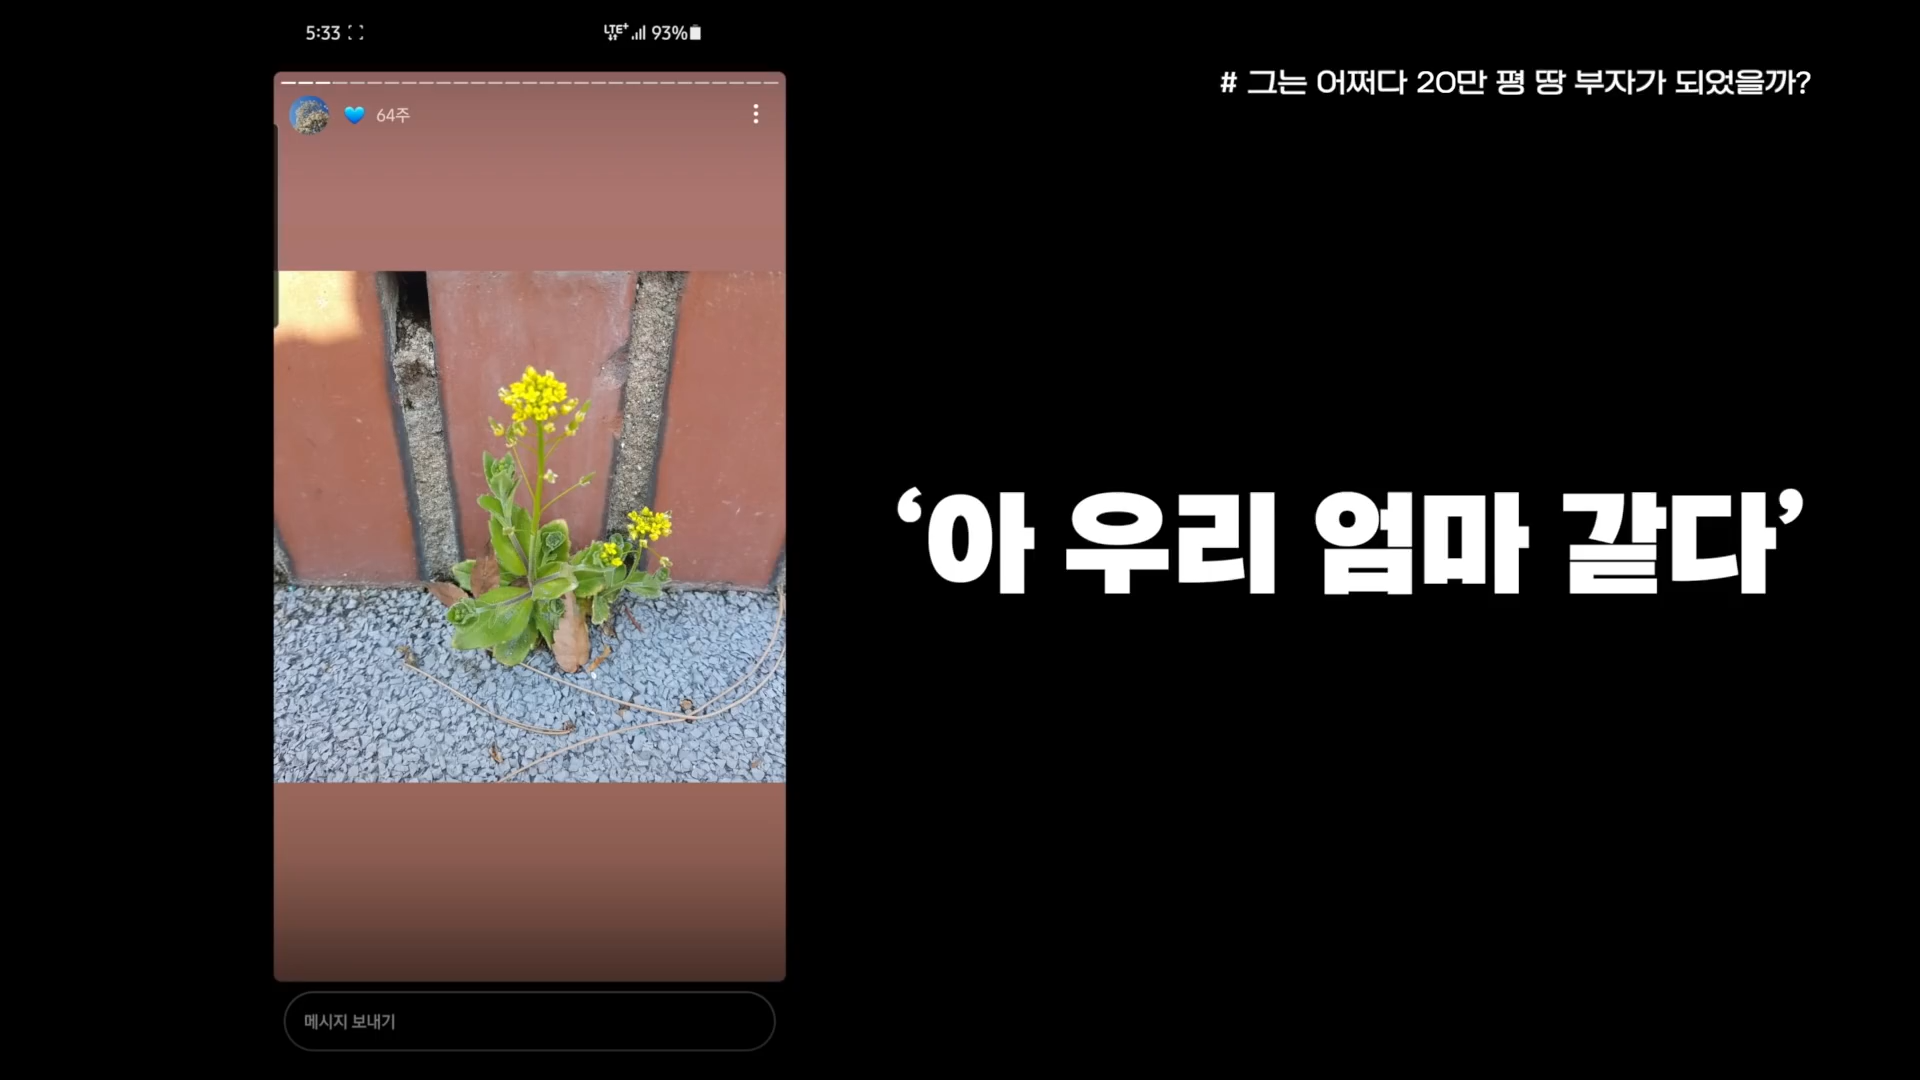 5:33
LTE+ 93%
64주
# 그는 어쩌다 20만 평 땅 부자가 되었을까?
‘아 우리 엄마 같다’
메시지 보내기